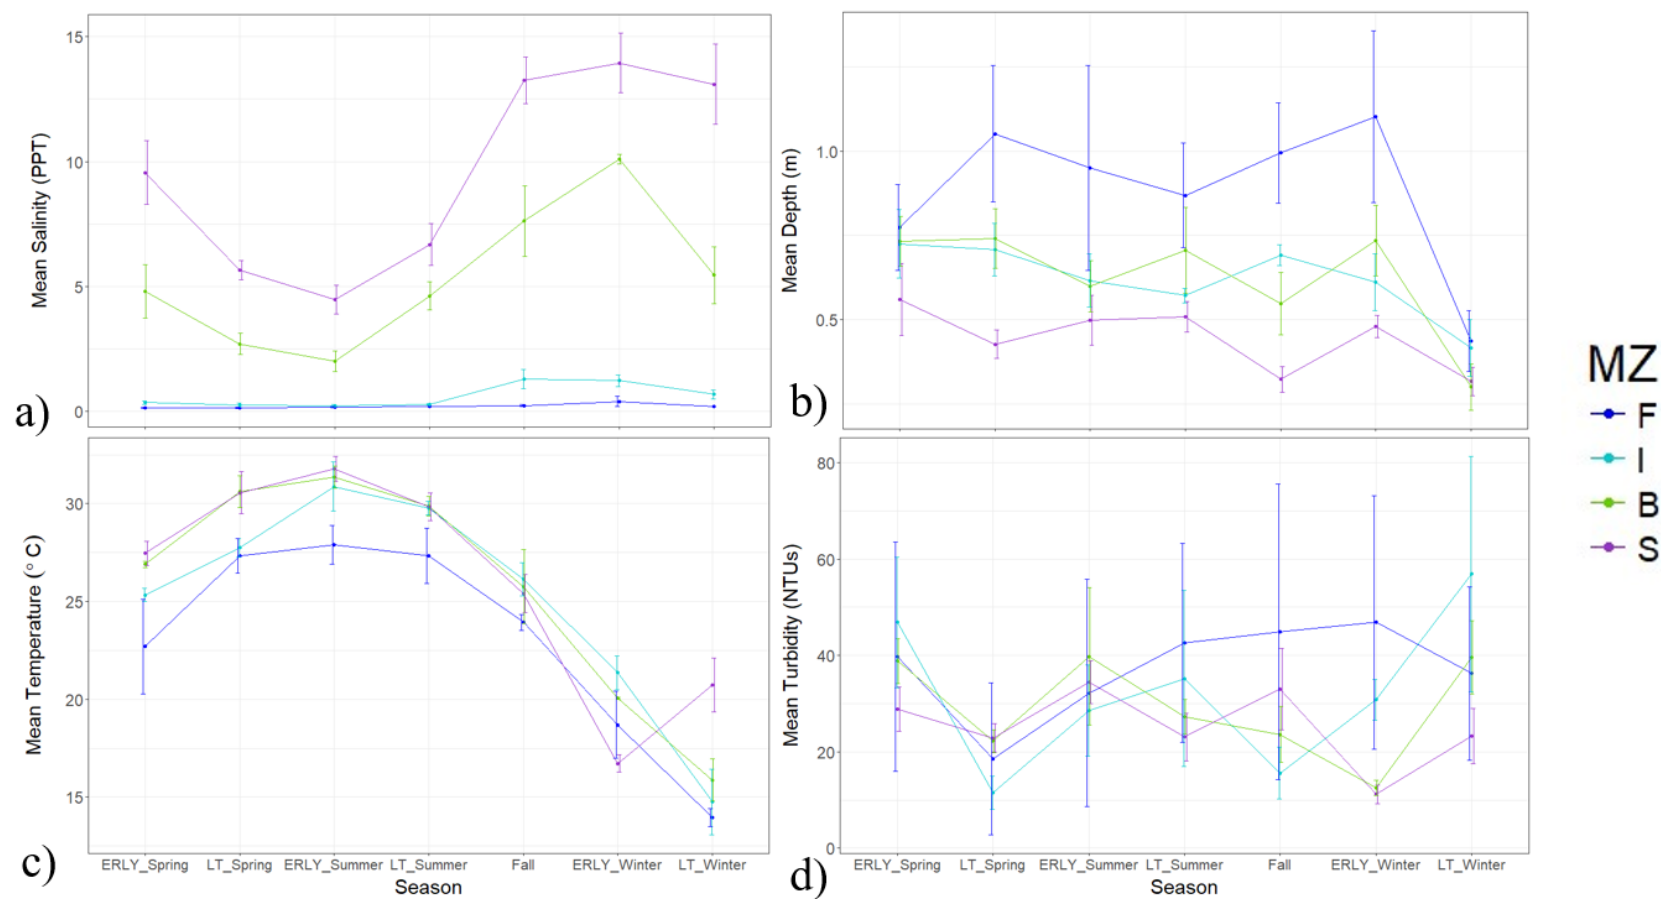 Mean Salinity (PPT)
15
10
5
0
a)
Mean Depth (m)
1.0
0.5
b)
MZ
F
I
B
S
Mean Temperature (° C)
30
25
20
15
c)
ERLY_Spring LT_Spring ERLY_Summer LT_Summer Fall ERLY_Winter LT_Winter
Season
Mean Turbidity (NTUs)
80
60
40
20
0
d)
ERLY_Spring LT_Spring ERLY_Summer LT_Summer Fall ERLY_Winter LT_Winter
Season